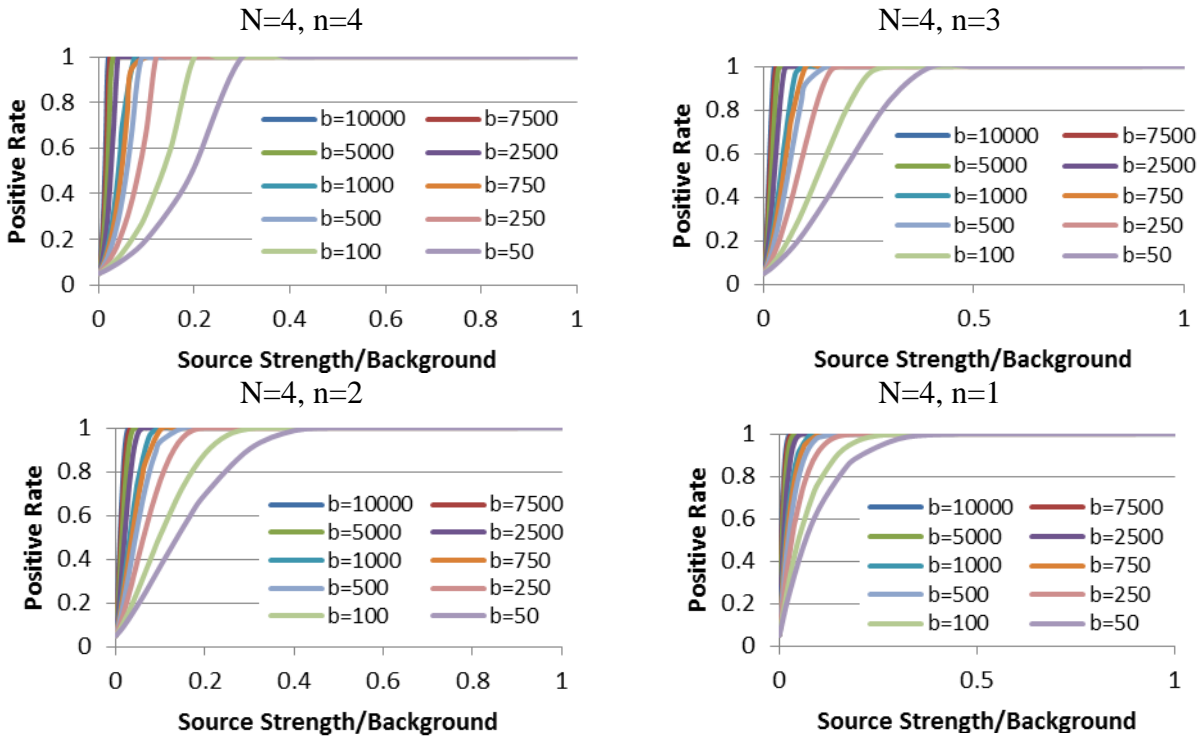 N=4, n=4
1
0.8
0.6
0.4
0.2
0
Positive Rate
b=10000 b=7500
b=5000 b=2500
b=1000 b=750
b=500 b=250
b=100 b=50
0 0.2 0.4 0.6 0.8 1
Source Strength/Background
N=4, n=3
1
0.8
0.6
0.4
0.2
0
Positive Rate
b=10000 b=7500
b=5000 b=2500
b=1000 b=750
b=500 b=250
b=100 b=50
0 0.5 1
Source Strength/Background
N=4, n=2
1
0.8
0.6
0.4
0.2
0
Positive Rate
b=10000 b=7500
b=5000 b=2500
b=1000 b=750
b=500 b=250
b=100 b=50
0 0.2 0.4 0.6 0.8 1
Source Strength/Background
N=4, n=1
1
0.8
0.6
0.4
0.2
0
Positive Rate
b=10000 b=7500
b=5000 b=2500
b=1000 b=750
b=500 b=250
b=100 b=50
0 0.5 1
Source Strength/Background